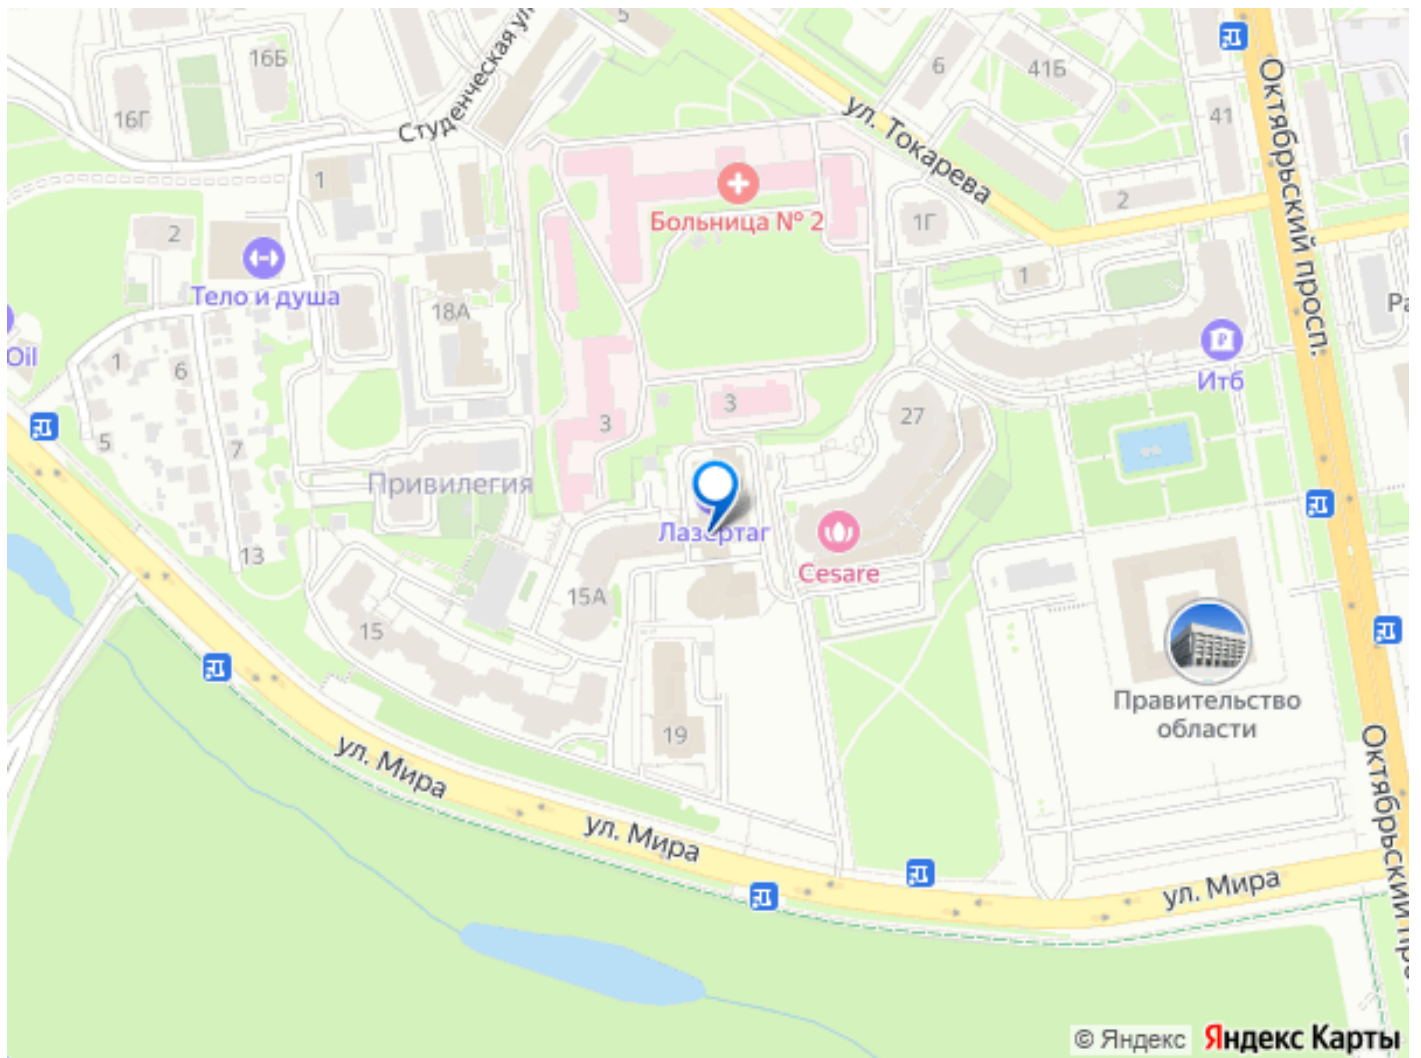 Студенческая ул.
5
16Б
16Г
6
41Б
41
Октябрьский просп.
ул. Токарева
1
2
Больница № 2
1Г
2
1
Тело и душа
18А
Oil
1
6
Итб
3
3
27
5
7
Привилегия
Лазертаг
Cesare
13
15А
15
19
Правительство
области
ул. Мира
ул. Мира
ул. Мира
© Яндекс
Яндекс Карты